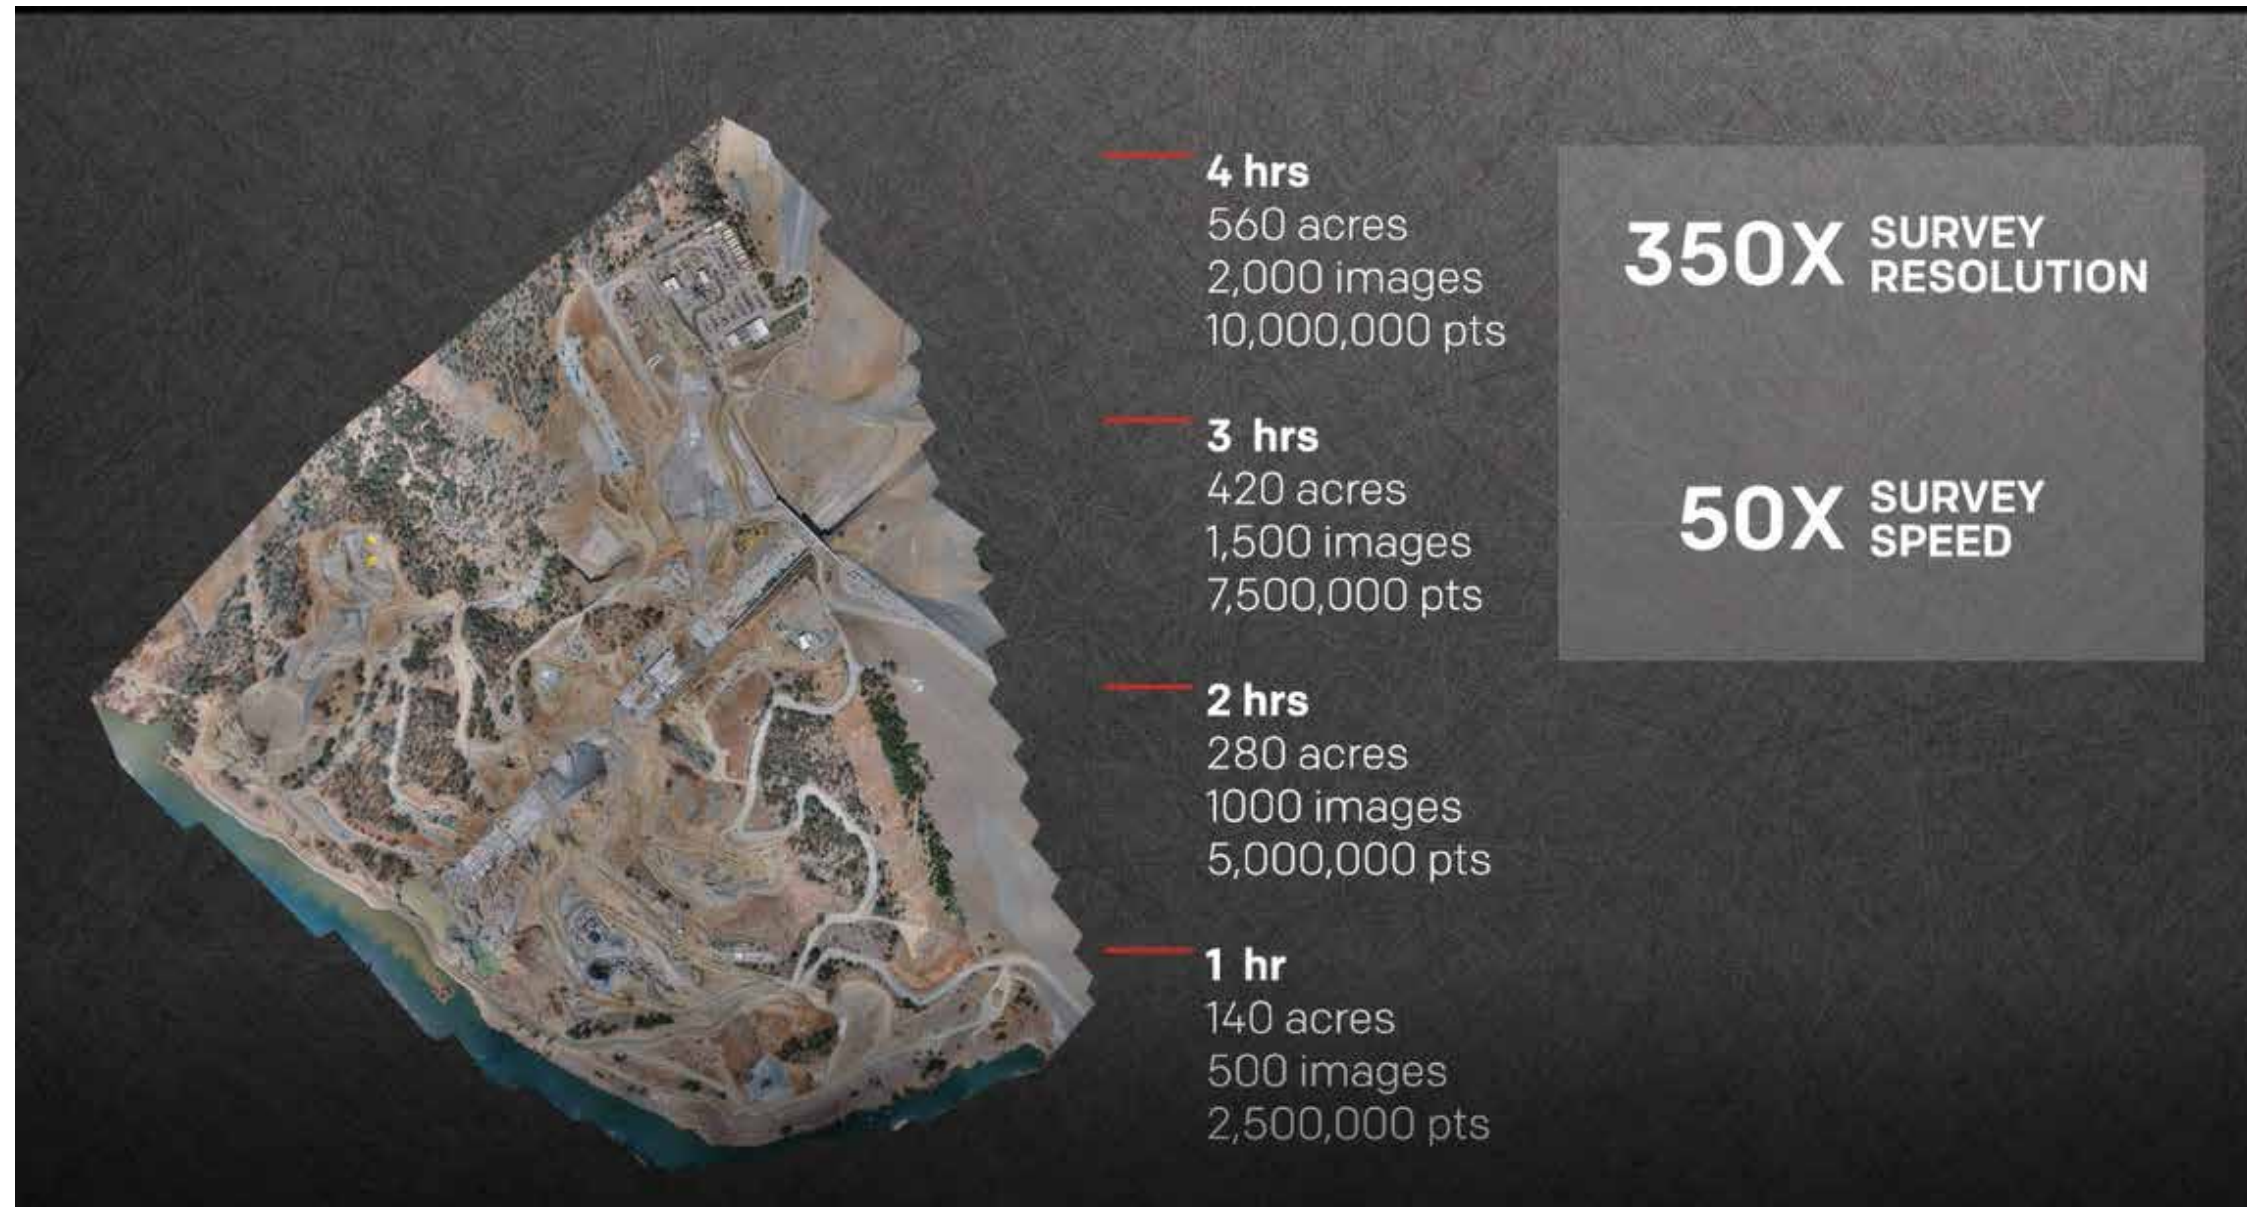 4 hrs
560 acres
2,000 images
10,000,000 pts
3 hrs
420 acres
1,500 images
7,500,000 pts
2 hrs
280 acres
1000 images
5,000,000 pts
1 hr
140 acres
500 images
2,500,000 pts
350X SURVEY
RESOLUTION
50X SURVEY
SPEED